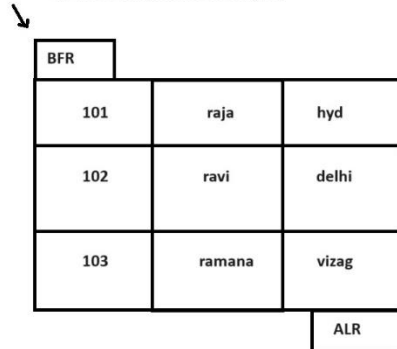 BFR
101 raja hyd
102 ravi delhi
103 ramana vizag
ALR